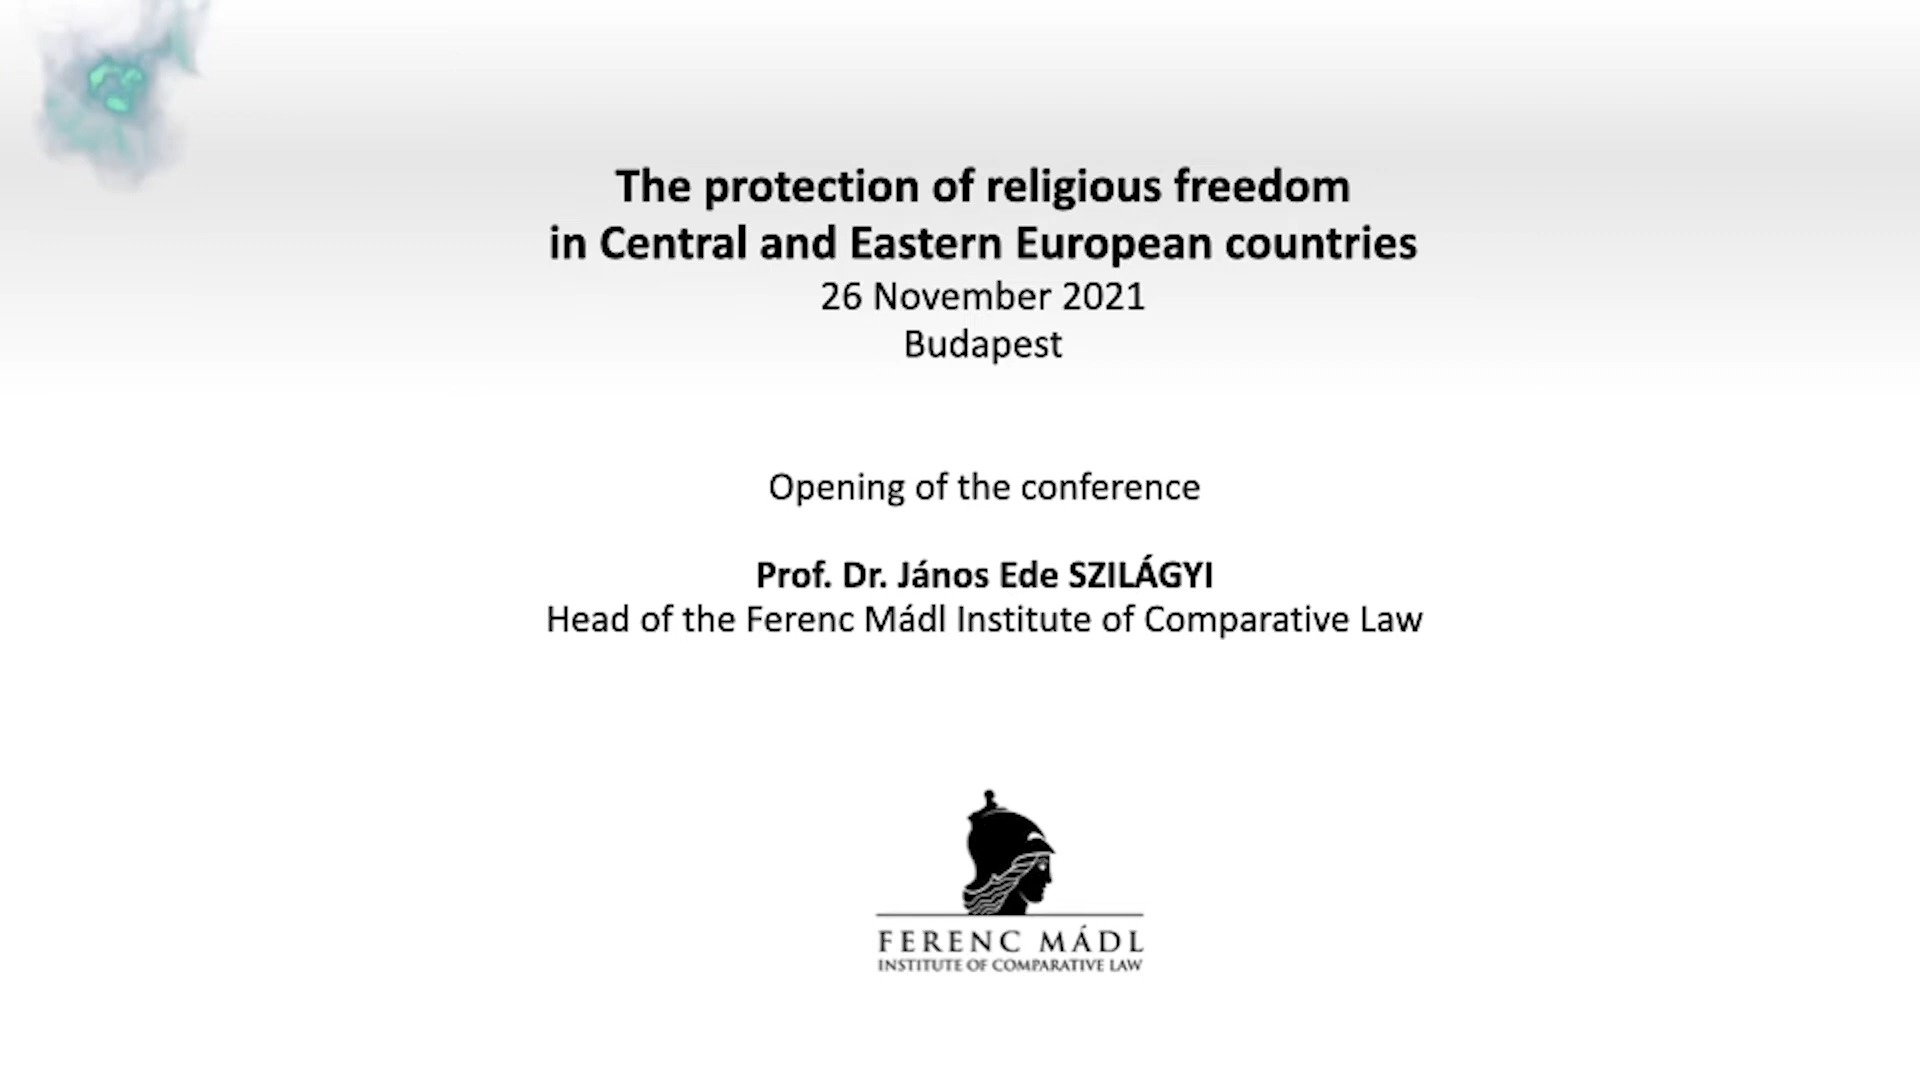 The protection of religious freedom
in Central and Eastern European countries
26 November 2021
Budapest
Opening of the conference
Prof. Dr. János Ede SZILÁGYI
Head of the Ferenc Mádl Institute of Comparative Law
FERENC MÁDL
INSTITUTE OF COMPARATIVE LAW